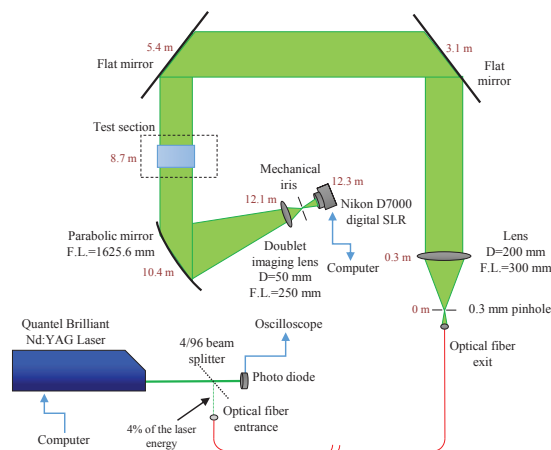 5.4 m
3.1 m
Flat mirror
Flat
mirror
Test section
8.7 m
Mechanical
iris
12.3 m
12.1 m
Nikon D7000
digital SLR
Parabolic mirror
F.L.=1625.6 mm
10.4 m
Doublet
imaging lens
D=50 mm
F.L.=250 mm
Computer
0.3 m
Lens
D=200 mm
F.L.=300 mm
0 m
0.3 mm pinhole
Optical fiber
exit
Quantel Brilliant
Nd:YAG Laser
Oscilloscope
4/96 beam
splitter
Photo diode
Optical fiber
entrance
4% of the laser
energy
Computer